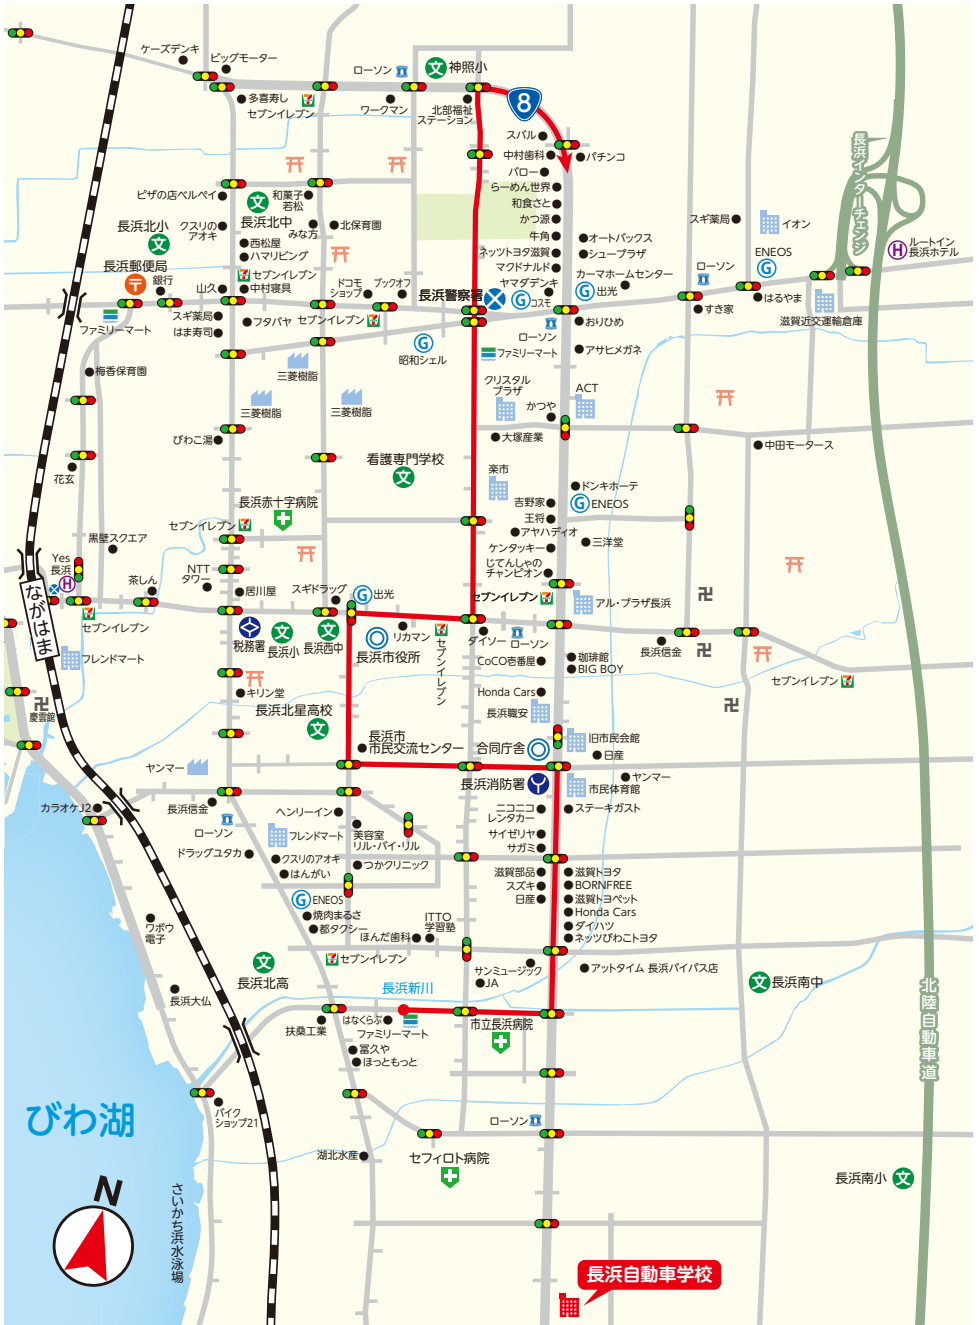 ケーズデンキ
ビッグモーター
ローソン
神照小
多喜寿し
セブンイレブン
ワークマン
北部福祉
ステーション
8
スバル
中村歯科
パチンコ
バロー
らーめん世界
和食さと
かつ源
牛角
ネッツトヨタ滋賀
マクドナルド
ヤマダデンキ
オートバックス
シュープラザ
カーマホームセンター
出光
コスモ
おりひめ
ローソン
アサヒメガネ
ファミリーマート
長浜インターチェンジ
スギ薬局
イオン
ENEOS
ルートイン
長浜ホテル
ローソン
はるやま
すき家
滋賀近交運輸倉庫
ピザの店ペルペイ
長浜北中
和菓子
若松
みな方
北保育園
長浜北小
クスリの
アオキ
西松屋
ハマリビング
セブンイレブン
中村寝具
長浜郵便局
銀行
山久
ドコモ
ショップ
ブックオフ
長浜警察署
ファミリーマート
スギ薬局
はま寿司
フタバヤ
セブンイレブン
昭和シェル
梅香保育園
三菱樹脂
三菱樹脂
三菱樹脂
クリスタル
プラザ
かつや
ACT
大塚産業
中田モータース
びわこ湯
花玄
看護専門学校
楽市
ドンキホーテ
ENEOS
吉野家
王将
アヤハディオ
三洋堂
ケンタッキー
じてんしゃの
チャンピオン
長浜赤十字病院
セブンイレブン
黒壁スクエア
Yes
長浜
H
NTT
タワー
茶しん
居川屋
スギドラッグ
出光
セブンイレブン
アル・プラザ長浜
ながはま
セブンイレブン
フレンドマート
税務署
長浜小
長浜西中
長浜市役所
リカマン
セブンイレブン
ダイソー
ローソン
長浜信金
CoCo壱番屋
珈琲館
BIG BOY
セブンイレブン
慶雲館
キリン堂
長浜北星高校
Honda Cars
長浜職安
長浜市
市民交流センター
合同庁舎
旧市民会館
日産
ヤンマー
長浜消防署
ヤンマー
市民体育館
カラオケJ2
長浜信金
ローソン
ヘンリーイン
ニコニコ
レンタカー
ステーキガスト
フレンドマート
美容室
リル・バイ・リル
サイゼリヤ
サガミ
ドラッグユタカ
クスリのアオキ
はんがい
つかクリニック
滋賀部品
スズキ
日産
滋賀トヨタ
BORNFREE
滋賀トヨペット
Honda Cars
ダイハツ
ネッツびわこトヨタ
ENEOS
焼肉まるさ
都タクシー
ITTO
学習塾
ほんだ歯科
ワボウ
電子
セブンイレブン
サンミュージック
JA
アットタイム 長浜バイパス店
長浜北高
長浜南中
長浜大仏
長浜新川
扶桑工業
はなくらぶ
ファミリーマート
市立長浜病院
冨久や
ほっともっと
北陸自動車道
バイク
ショップ21
びわ湖
ローソン
湖北水産
セフィロト病院
長浜南小
N
さいかち浜水泳場
長浜自動車学校